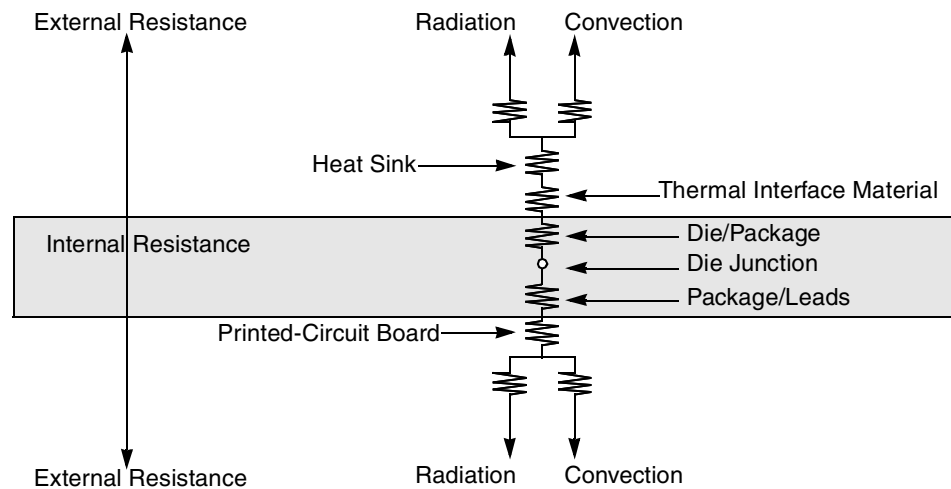 External Resistance
Radiation
Convection
Heat Sink
Thermal Interface Material
Internal Resistance
Die/Package
Die Junction
Package/Leads
Printed-Circuit Board
External Resistance
Radiation
Convection